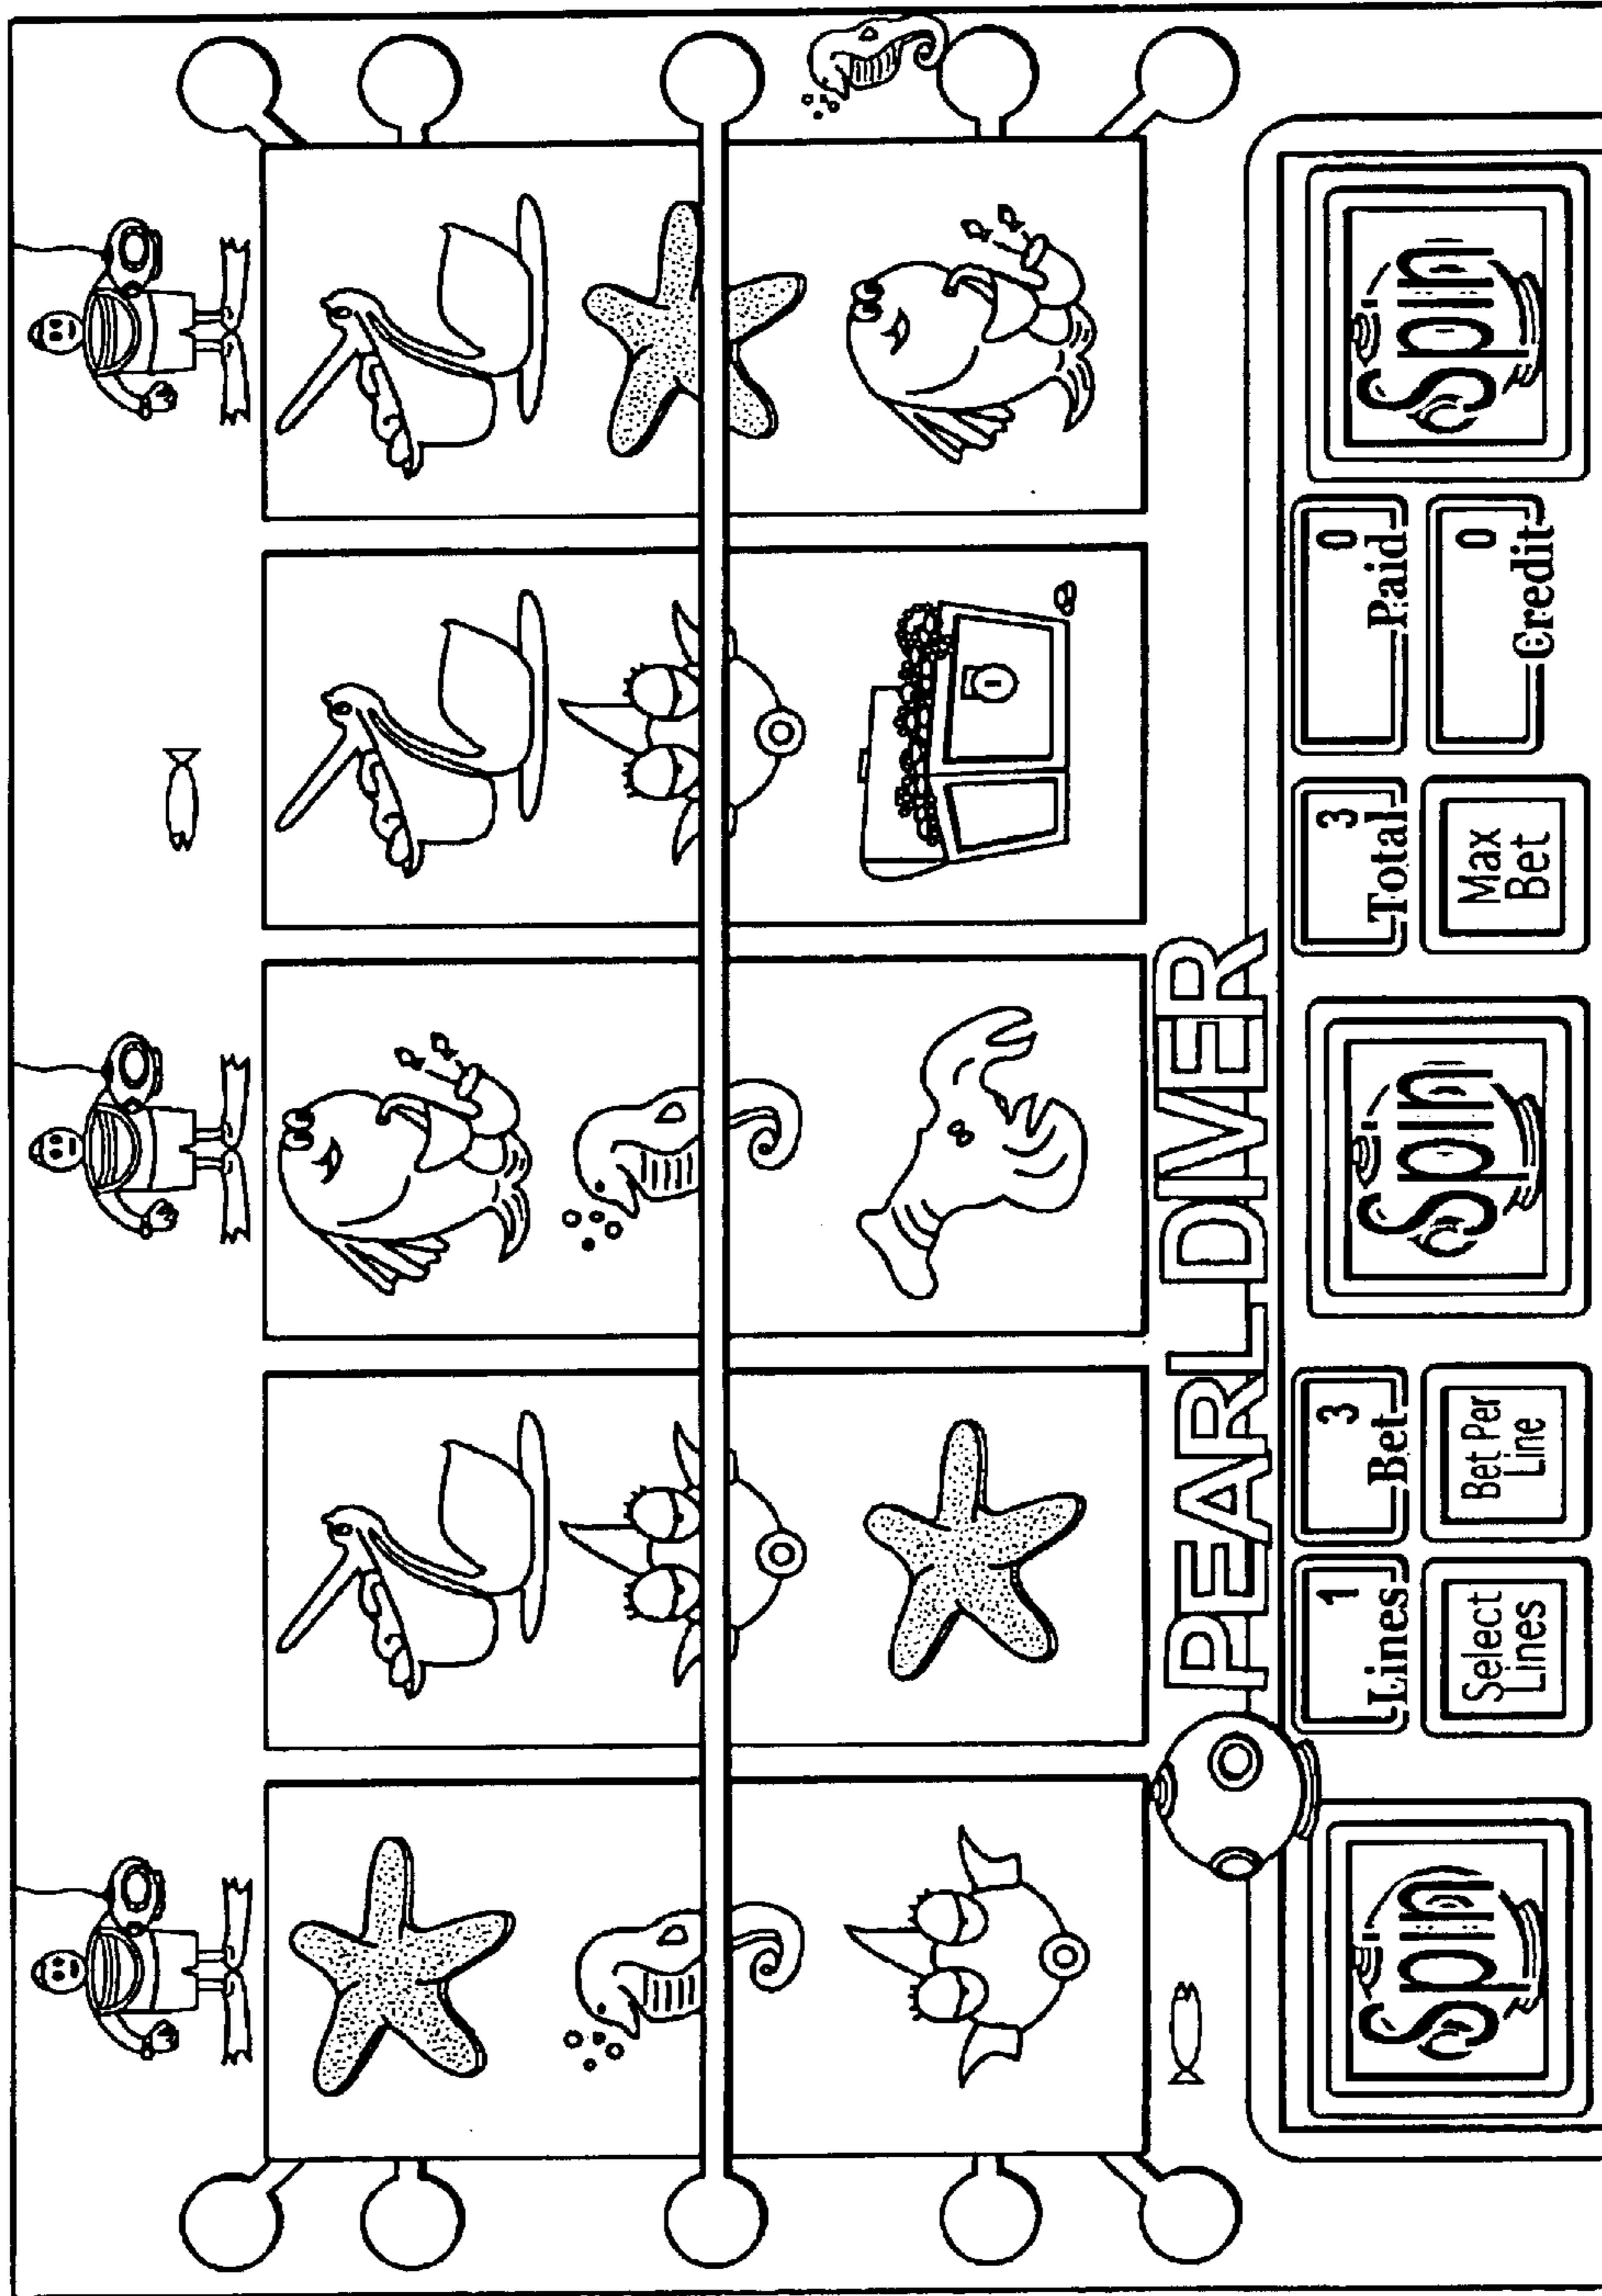 PEARL DIVER
Spin
1
Lines
Select
Lines
3
Bet
Bet Per
Line
Spin
3
Total
Max
Bet
0
Paid
0
Credit
Spin